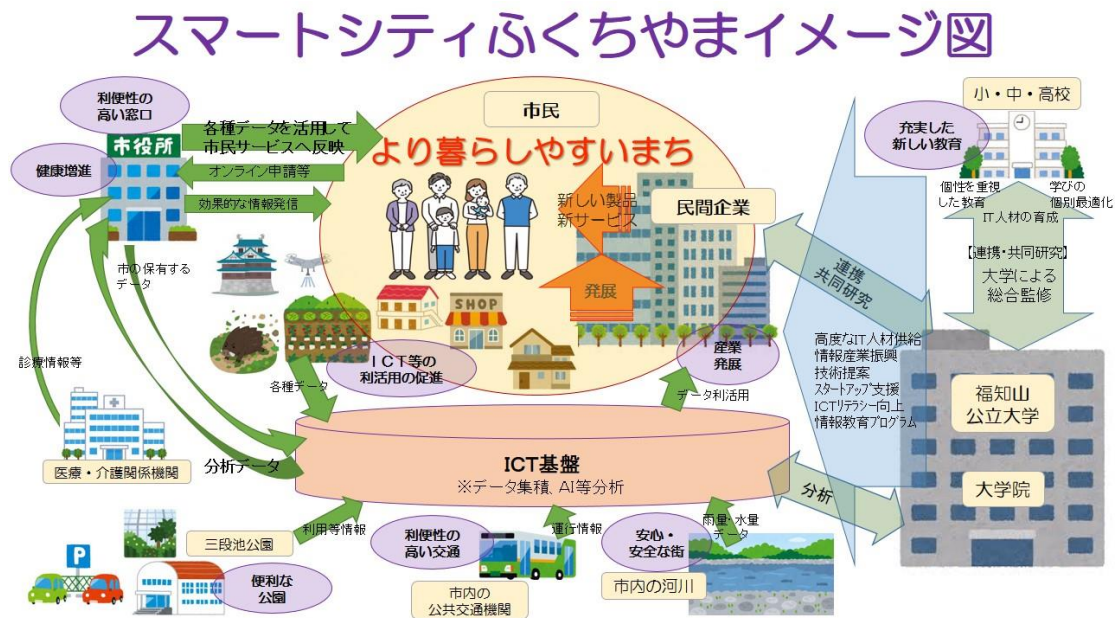 スマートシティふくちやまイメージ図
利便性の
高い窓口
市役所
健康増進
各種データを活用して
市民サービスへ反映
オンライン申請等
効果的な情報発信
市の保有する
データ
市民
より暮らしやすいまち
新しい製品
新サービス
民間企業
発展
SHOP
ICT等の
利活用の促進
産業
発展
小・中・高校
充実した
新しい教育
個性を重視
した教育
学びの
個別最適化
IT人材の育成
【連携・共同研究】
大学による
総合監修
連携
共同研究
高度なIT人材供給
情報産業振興
技術提案
スタートアップ支援
ICTリテラシー向上
情報教育プログラム
福知山
公立大学
大学院
診療情報等
各種データ
データ利活用
医療・介護関係機関
分析データ
ICT基盤
※データ集積、AI等分析
分析
三段池公園
利用等情報
P
便利な
公園
利便性の
高い交通
運行情報
市内の
公共交通機関
安心・
安全な街
雨量・水量
データ
市内の河川